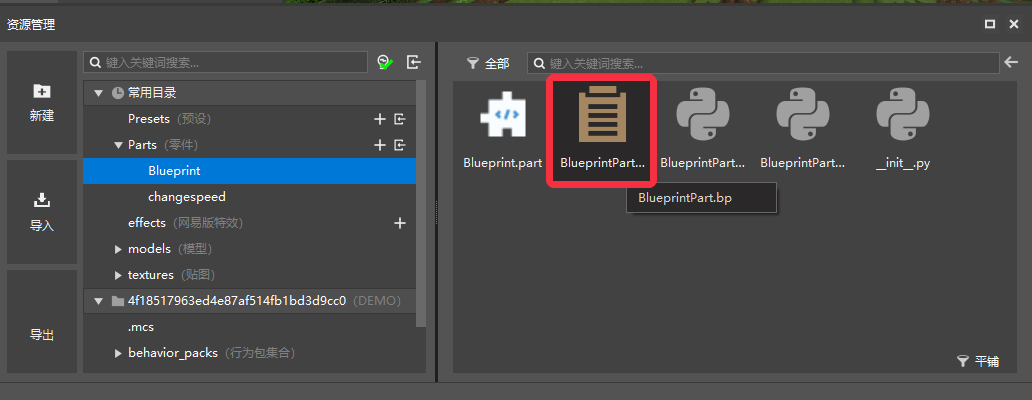 资源管理
新建
导入
导出
键入关键词搜索...
常用目录
Presets (预设)
Parts (零件)
Blueprint
changespeed
effects (网易版特效)
models (模型)
textures (贴图)
4f18517963ed4e87af514fb1bd3d9cc0 (DEMO)
.mcs
behavior_packs (行为包集合)
全部
键入关键词搜索...
Blueprint.part
BlueprintPart...
BlueprintPart...
BlueprintPart...
__init__.py
BlueprintPart.bp
平铺